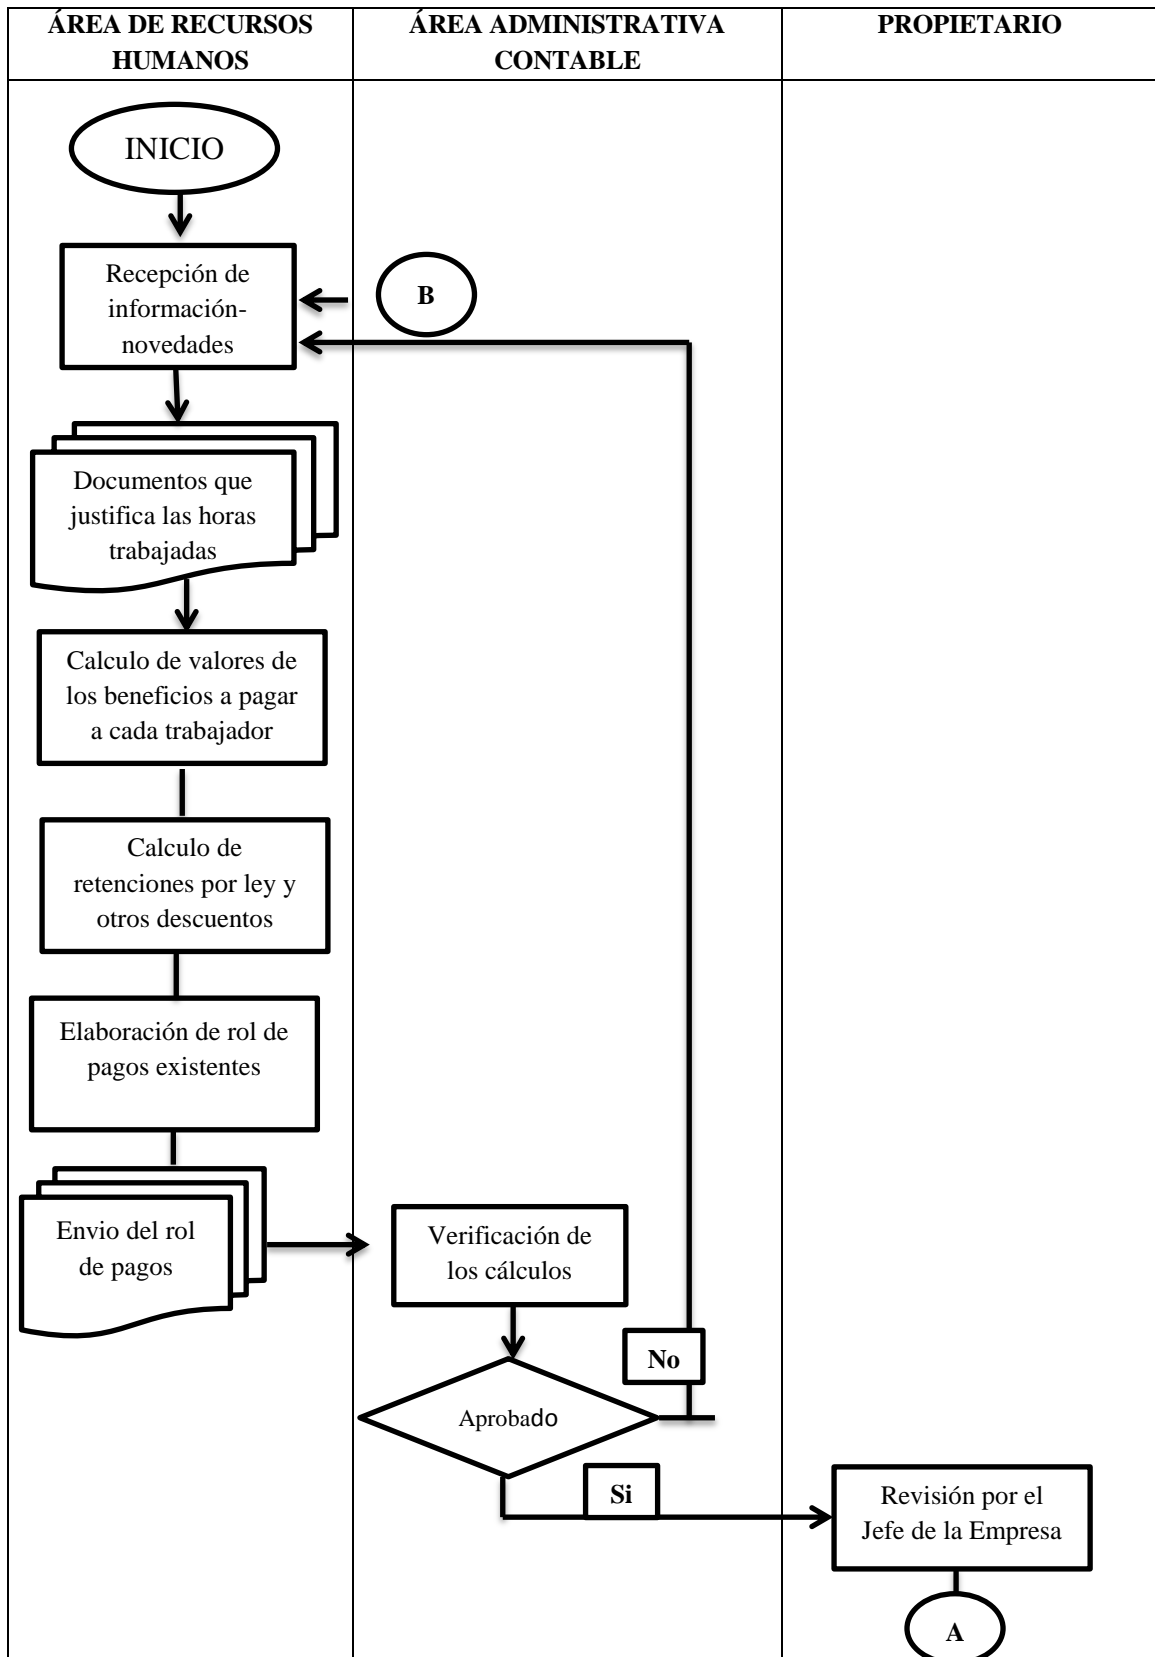 ÁREA DE RECURSOS
HUMANOS
ÁREA ADMINISTRATIVA
CONTABLE
PROPIETARIO
INICIO
Recepción de
información-
novedades
B
Documentos que
justifica las horas
trabajadas
Calculo de valores de
los beneficios a pagar
a cada trabajador
Calculo de
retenciones por ley y
otros descuentos
Elaboración de rol de
pagos existentes
Envio del rol
de pagos
Verificación de
los cálculos
No
Aprobado
Si
Revisión por el
Jefe de la Empresa
A